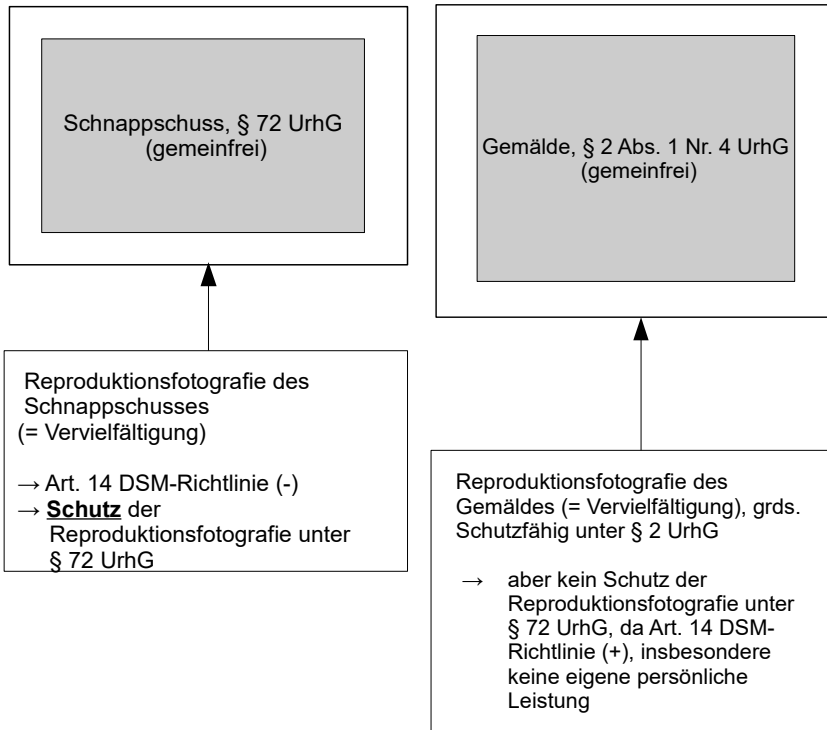 Schnappschuss, § 72 UrhG
(gemeinfrei)
Gemälde, § 2 Abs. 1 Nr. 4 UrhG
(gemeinfrei)
Reproduktionsfotografie des
Schnappschusses
(= Vervielfältigung)
→ Art. 14 DSM-Richtlinie (-)
→ Schutz der
Reproduktionsfotografie unter
§ 72 UrhG
Reproduktionsfotografie des
Gemäldes (= Vervielfältigung), grds.
Schutzfähig unter § 2 UrhG
→ aber kein Schutz der
Reproduktionsfotografie unter
§ 72 UrhG, da Art. 14 DSM-
Richtlinie (+), insbesondere
keine eigene persönliche
Leistung